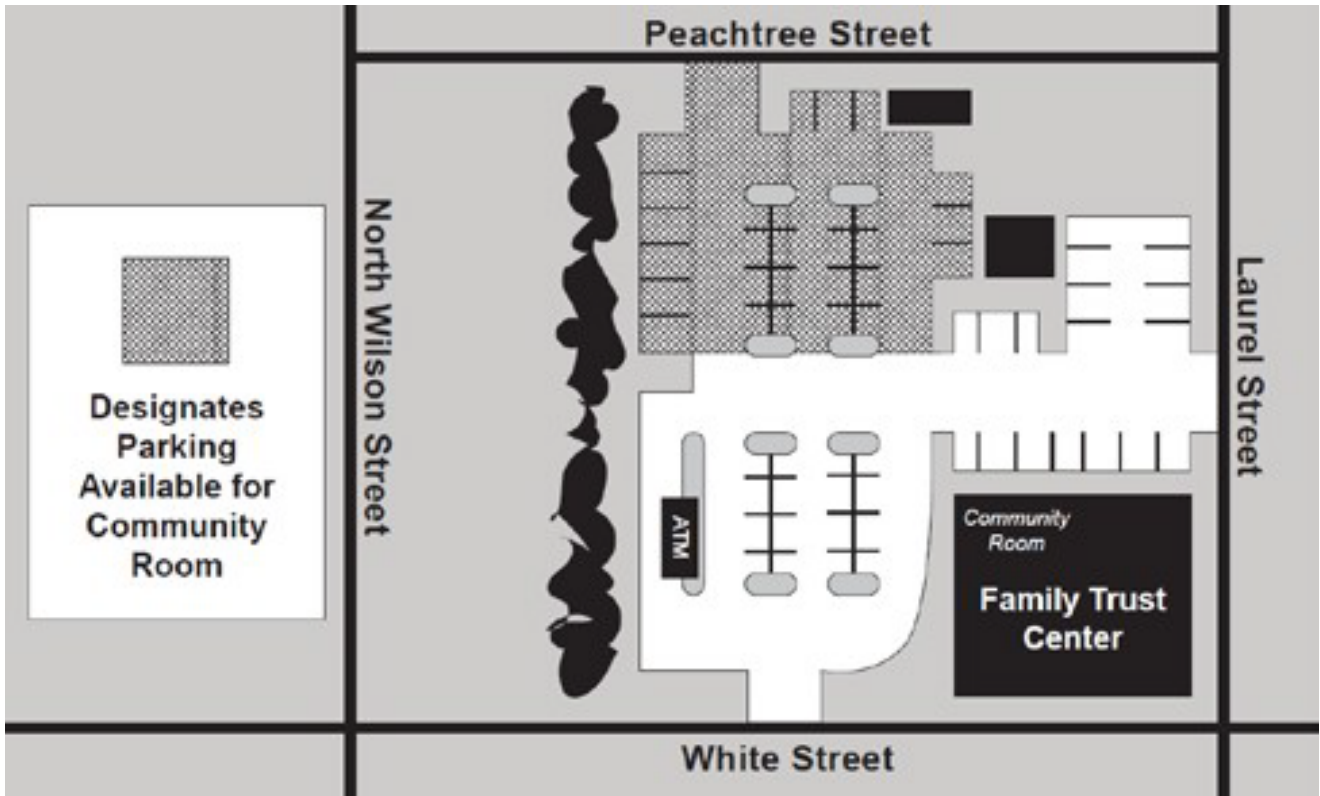 Peachtree Street
North Wilson Street
Laurel Street
Designates
Parking
Available for
Community
Room
ATM
Community
Room
Family Trust
Center
White Street